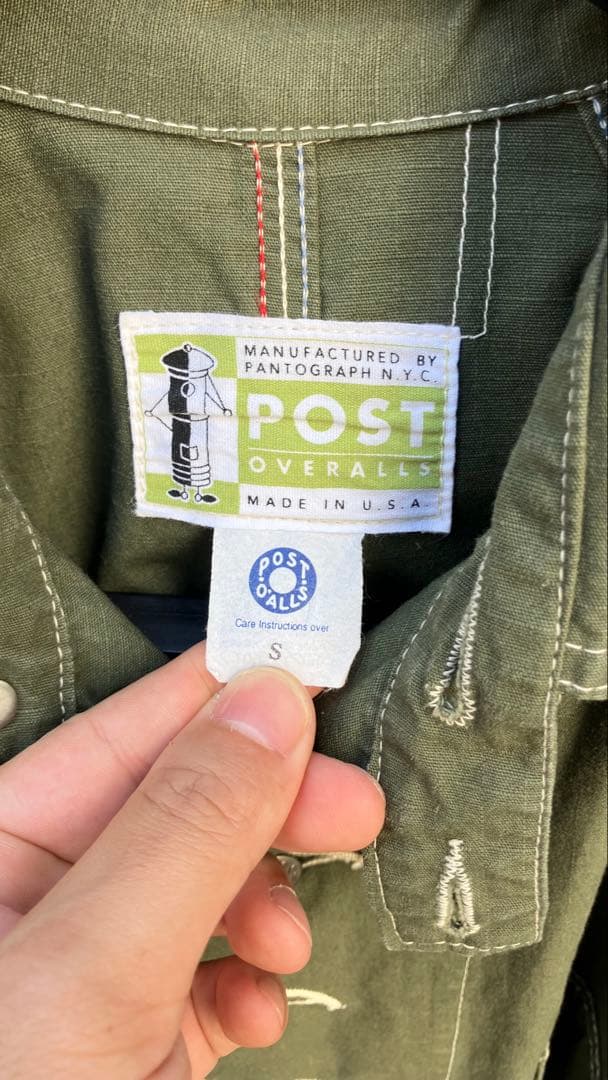 MANUFACTURED BY
PANTOGRAPH N.Y.C.
POST
OVERALLS
MADE IN U.S.A.
POST
O'ALLS
Care Instructions over
S